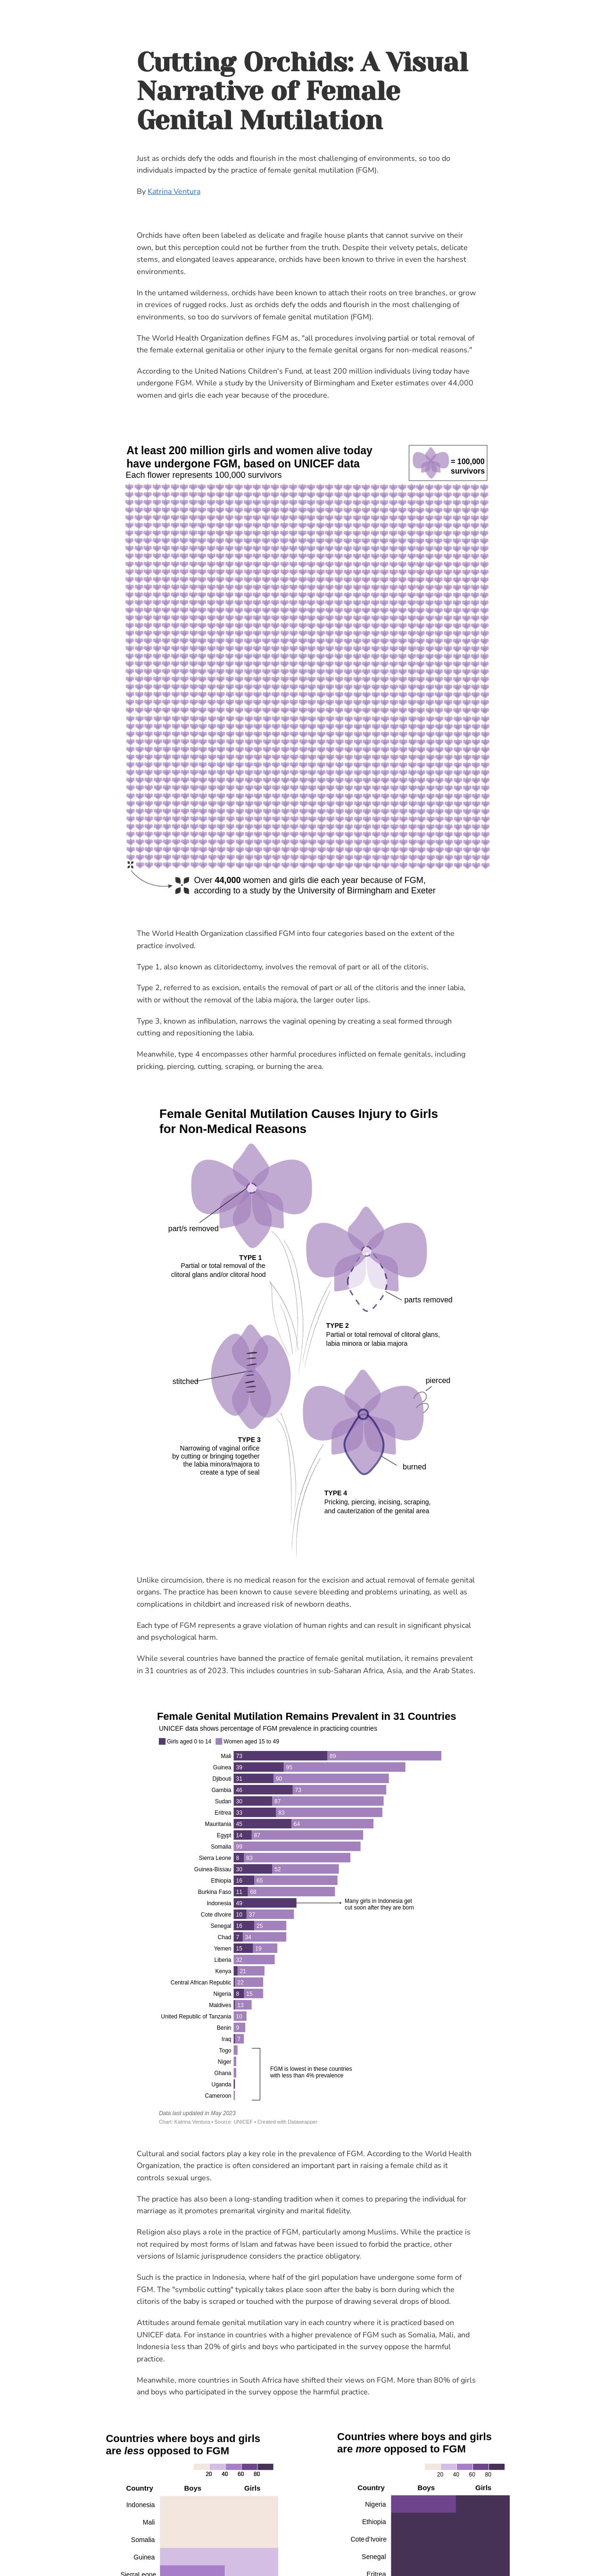 Cutting Orchids: A Visual
Narrative of Female
Genital Mutilation
Just as orchids defy the odds and flourish in the most challenging of environments, so too do
individuals impacted by the practice of female genital mutilation (FGM).
By Katrina Ventura
Orchids have often been labeled as delicate and fragile house plants that cannot survive on their
own, but this perception could not be further from the truth. Despite their velvety petals, delicate
stems, and elongated leaves appearance, orchids have been known to thrive in even the harshest
environments.
In the untamed wilderness, orchids have been known to attach their roots on tree branches, or grow
in crevices of rugged rocks. Just as orchids defy the odds and flourish in the most challenging of
environments, so too do survivors of female genital mutilation (FGM).
The World Health Organization defines FGM as, "all procedures involving partial or total removal of
the female external genitalia or other injury to the female genital organs for non-medical reasons."
According to the United Nations Children's Fund, at least 200 million individuals living today have
undergone FGM. While a study by the University of Birmingham and Exeter estimates over 44,000
women and girls die each year because of the procedure.
At least 200 million girls and women alive today
have undergone FGM, based on UNICEF data
Each flower represents 100,000 survivors
= 100,000
survivors
Over 44,000 women and girls die each year because of FGM,
according to a study by the University of Birmingham and Exeter
The World Health Organization classified FGM into four categories based on the extent of the
practice involved.
Type 1, also known as clitoridectomy, involves the removal of part or all of the clitoris.
Type 2, referred to as excision, entails the removal of part or all of the clitoris and the inner labia,
with or without the removal of the labia majora, the larger outer lips.
Type 3, known as infibulation, narrows the vaginal opening by creating a seal formed through
cutting and repositioning the labia.
Meanwhile, type 4 encompasses other harmful procedures inflicted on female genitals, including
pricking, piercing, cutting, scraping, or burning the area.
Female Genital Mutilation Causes Injury to Girls
for Non-Medical Reasons
part/s removed
TYPE 1
Partial or total removal of the
clitoral glans and/or clitoral hood
parts removed
TYPE 2
Partial or total removal of clitoral glans,
labia minora or labia majora
stitched
TYPE 3
Narrowing of vaginal orifice
by cutting or bringing together
the labia minora/majora to
create a type of seal
pierced
burned
TYPE 4
Pricking, piercing, incising, scraping,
and cauterization of the genital area
Unlike circumcision, there is no medical reason for the excision and actual removal of female genital
organs. The practice has been known to cause severe bleeding and problems urinating, as well as
complications in childbirt and increased risk of newborn deaths.
Each type of FGM represents a grave violation of human rights and can result in significant physical
and psychological harm.
While several countries have banned the practice of female genital mutilation, it remains prevalent
in 31 countries as of 2023. This includes countries in sub-Saharan Africa, Asia, and the Arab States.
Female Genital Mutilation Remains Prevalent in 31 Countries
UNICEF data shows percentage of FGM prevalence in practicing countries
Girls aged 0 to 14 Women aged 15 to 49
Mali 73 89
Guinea 39 95
Djibouti 31 90
Gambia 46 73
Sudan 30 87
Eritrea 33 83
Mauritania 45 64
Egypt 14 87
Somalia 99
Sierra Leone 8 83
Guinea-Bissau 30 52
Ethiopia 16 65
Burkina Faso 11 68
Indonesia 49
Many girls in Indonesia get
cut soon after they are born
Cote dIvoire 10 37
Senegal 16 25
Chad 7 34
Yemen 15 19
Liberia 32
Kenya 21
Central African Republic 22
Nigeria 8 15
Maldives 13
United Republic of Tanzania 10
Benin 9
Iraq 7
Togo
Niger
Ghana
Uganda
Cameroon
FGM is lowest in these countries
with less than 4% prevalence
Data last updated in May 2023
Chart: Katrina Ventura • Source: UNICEF • Created with Datawrapper
Cultural and social factors play a key role in the prevalence of FGM. According to the World Health
Organization, the practice is often considered an important part in raising a female child as it
controls sexual urges.
The practice has also been a long-standing tradition when it comes to preparing the individual for
marriage as it promotes premarital virginity and marital fidelity.
Religion also plays a role in the practice of FGM, particularly among Muslims. While the practice is
not required by most forms of Islam and fatwas have been issued to forbid the practice, other
versions of Islamic jurisprudence considers the practice obligatory.
Such is the practice in Indonesia, where half of the girl population have undergone some form of
FGM. The "symbolic cutting" typically takes place soon after the baby is born during which the
clitoris of the baby is scraped or touched with the purpose of drawing several drops of blood.
Attitudes around female genital mutilation vary in each country where it is practiced based on
UNICEF data. For instance in countries with a higher prevalence of FGM such as Somalia, Mali, and
Indonesia less than 20% of girls and boys who participated in the survey oppose the harmful
practice.
Meanwhile, more countries in South Africa have shifted their views on FGM. More than 80% of girls
and boys who participated in the survey oppose the harmful practice.
Countries where boys and girls
are less opposed to FGM
20 40 60 80
Country Boys Girls
Indonesia
Mali
Somalia
Guinea
Sierral eone
Countries where boys and girls
are more opposed to FGM
20 40 60 80
Country Boys Girls
Nigeria
Ethiopia
Cote d'Ivoire
Senegal
Eritrea